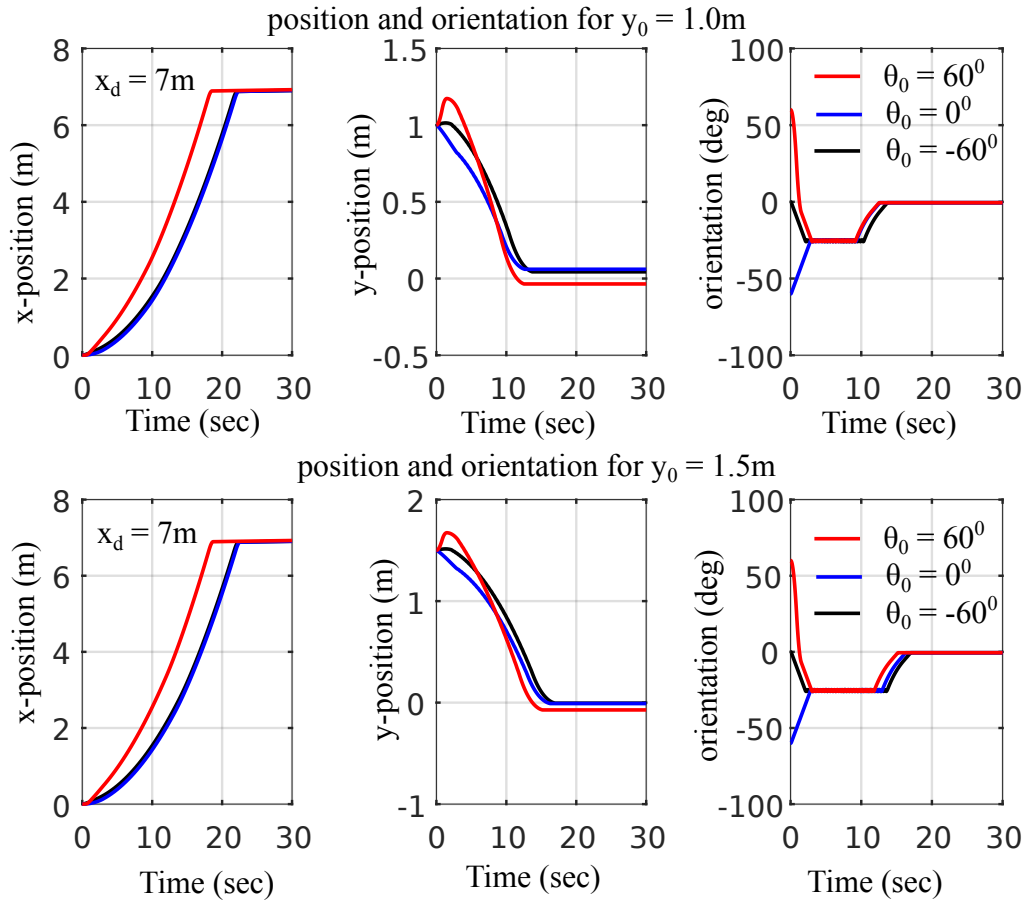 position and orientation for y0 = 1.0m
8
6
4
2
0
x-position (m)
xd = 7m
0 10 20 30
Time (sec)
1.5
1
0.5
0
-0.5
y-position (m)
0 10 20 30
Time (sec)
100
50
0
-50
-100
orientation (deg)
θ0 = 60⁰
θ0 = 0⁰
θ0 = -60⁰
0 10 20 30
Time (sec)
position and orientation for y0 = 1.5m
8
6
4
2
0
x-position (m)
xd = 7m
0 10 20 30
Time (sec)
2
1
0
-1
y-position (m)
0 10 20 30
Time (sec)
100
50
0
-50
-100
orientation (deg)
θ0 = 60⁰
θ0 = 0⁰
θ0 = -60⁰
0 10 20 30
Time (sec)